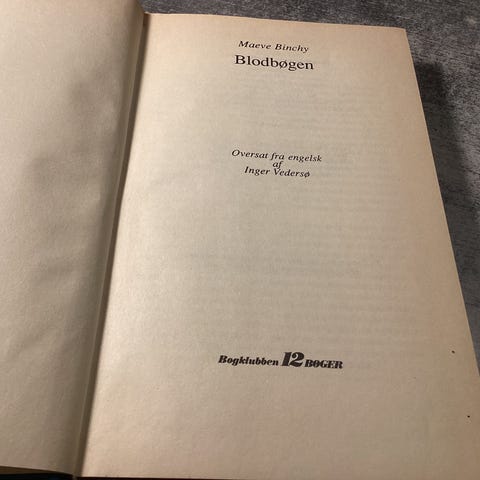 Maeve Binchy
Blodbøgen
Oversat fra engelsk
af
Inger Vedersø
Bogklubben 12 BØGER